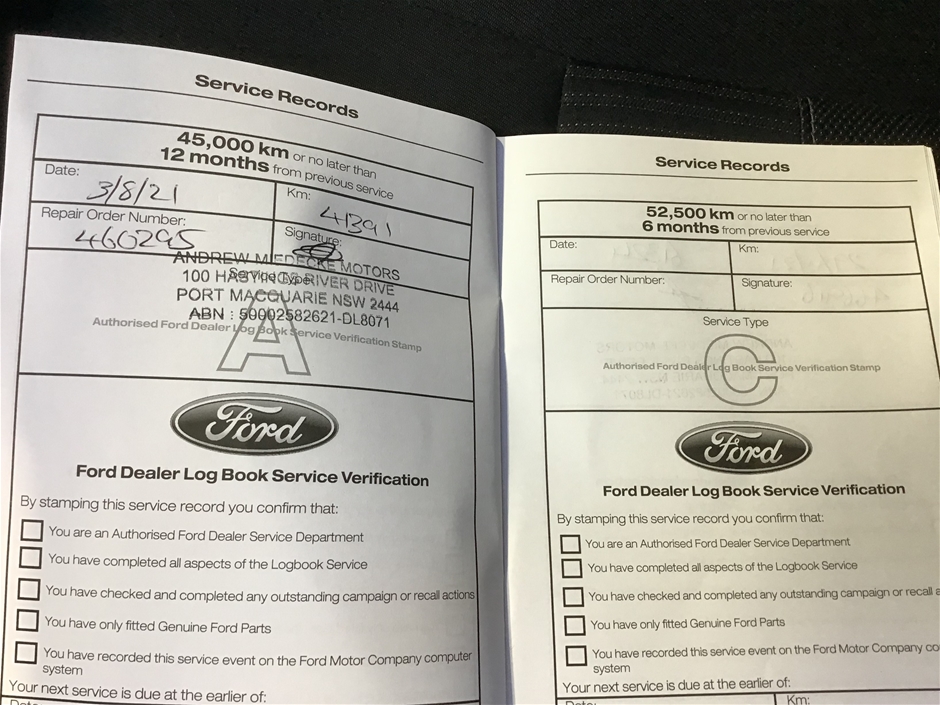 Service Records
45,000 km or no later than
12 months from previous service
Date:
3/8/21
Km:
41391
Repair Order Number:
460295
Signature:
ANDREW MIEDECKE MOTORS
Service Type
100 HASTINGS RIVER DRIVE
PORT MACQUARIE NSW 2444
ABN : 50002582621-DL8071
Authorised Ford Dealer Log Book Service Verification Stamp
A
Ford
Ford Dealer Log Book Service Verification
By stamping this service record you confirm that:
You are an Authorised Ford Dealer Service Department
You have completed all aspects of the Logbook Service
You have checked and completed any outstanding campaign or recall actions
You have only fitted Genuine Ford Parts
You have recorded this service event on the Ford Motor Company computer
system
Your next service is due at the earlier of:
Service Records
52,500 km or no later than
6 months from previous service
Date:
Km:
Repair Order Number:
Signature:
Service Type
C
Authorised Ford Dealer Log Book Service Verification Stamp
Ford
Ford Dealer Log Book Service Verification
By stamping this service record you confirm that:
You are an Authorised Ford Dealer Service Department
You have completed all aspects of the Logbook Service
You have checked and completed any outstanding campaign or recall a
You have only fitted Genuine Ford Parts
You have recorded this service event on the Ford Motor Company co
system
Your next service is due at the earlier of:
Km: